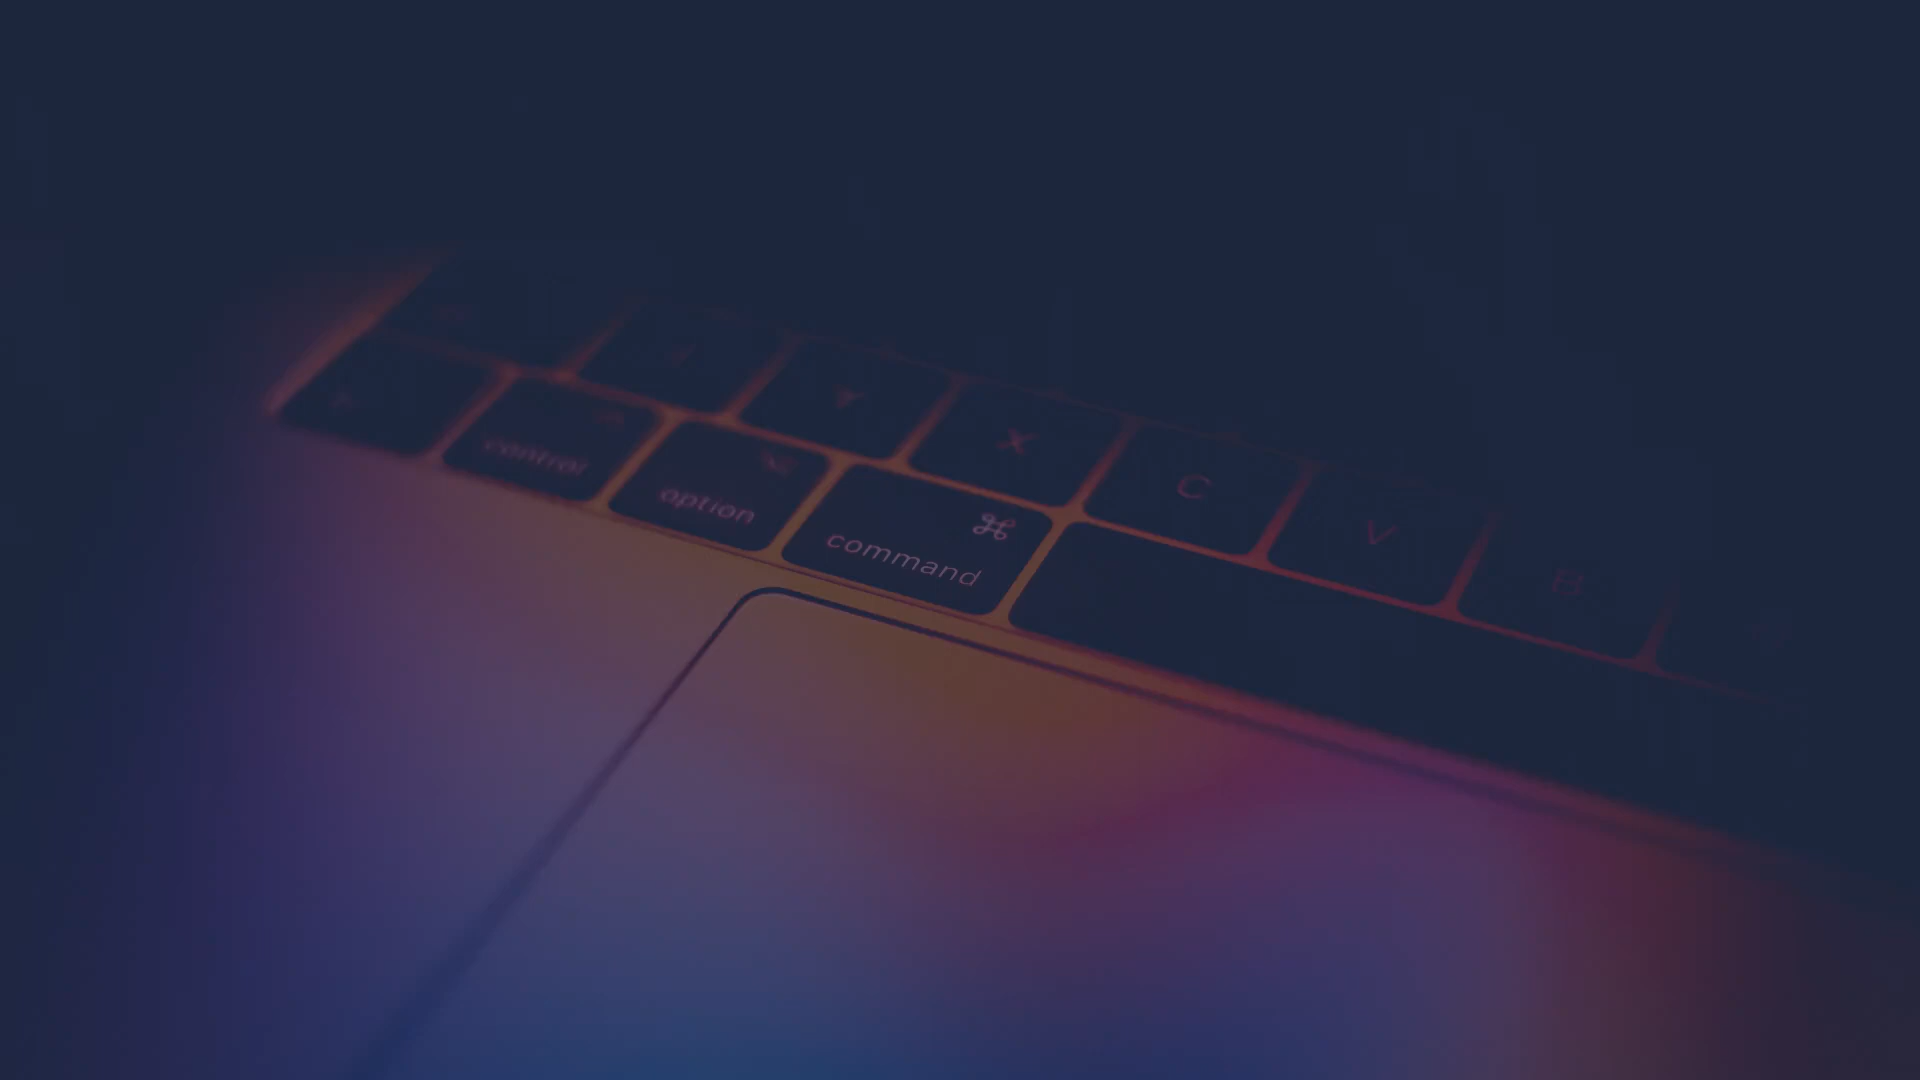 Y X C V B
control option command ⌘